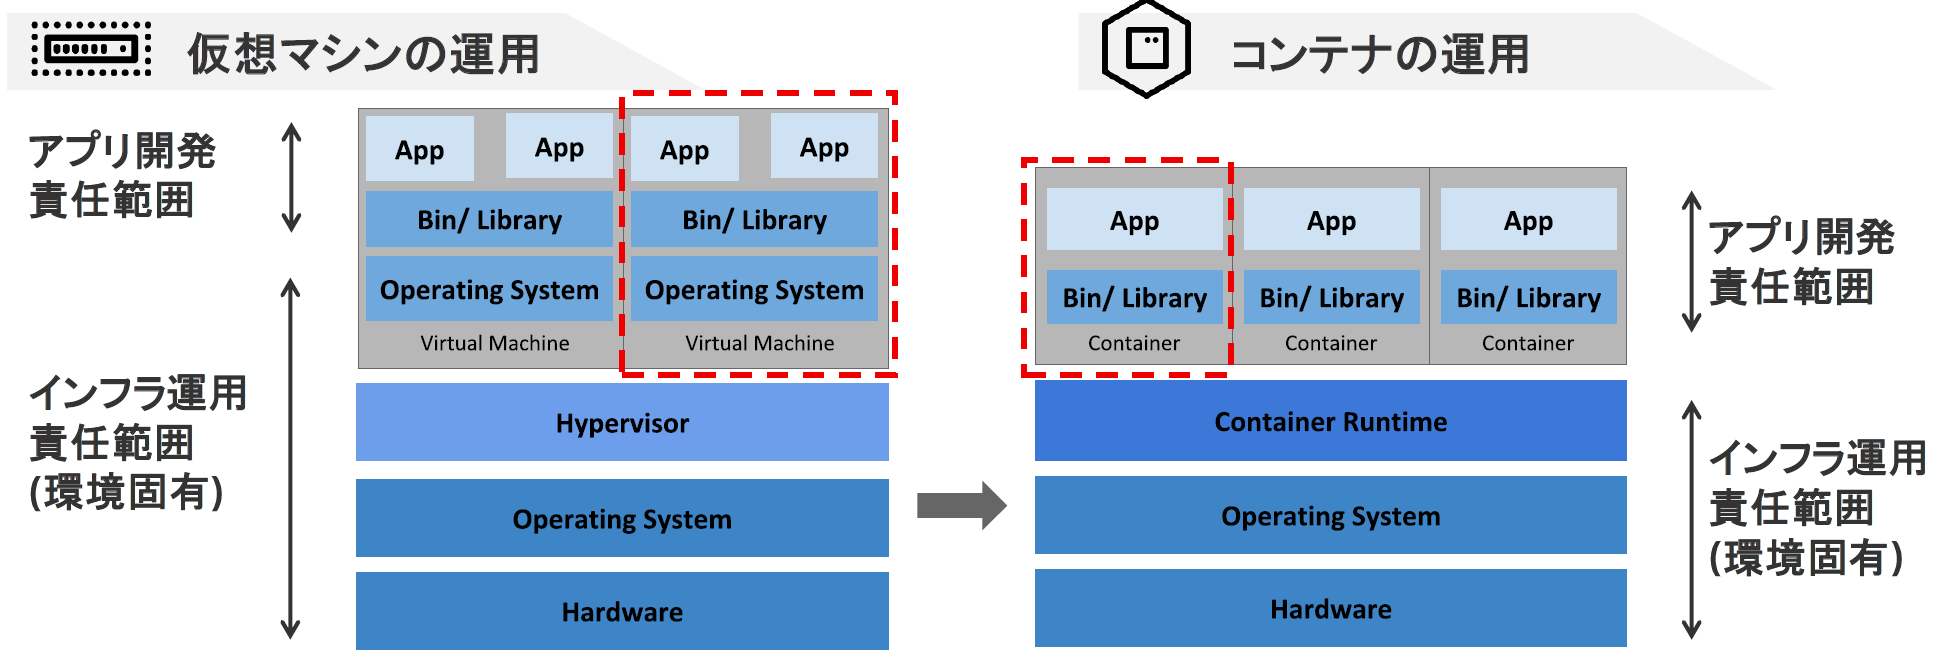 仮想マシンの運用
アプリ開発
責任範囲
インフラ運用
責任範囲
(環境固有)
App
App
App
App
Bin/ Library
Bin/ Library
Operating System
Operating System
Virtual Machine
Virtual Machine
Hypervisor
Operating System
Hardware
コンテナの運用
App
App
App
Bin/ Library
Bin/ Library
Bin/ Library
Container
Container
Container
Container Runtime
Operating System
Hardware
アプリ開発
責任範囲
インフラ運用
責任範囲
(環境固有)